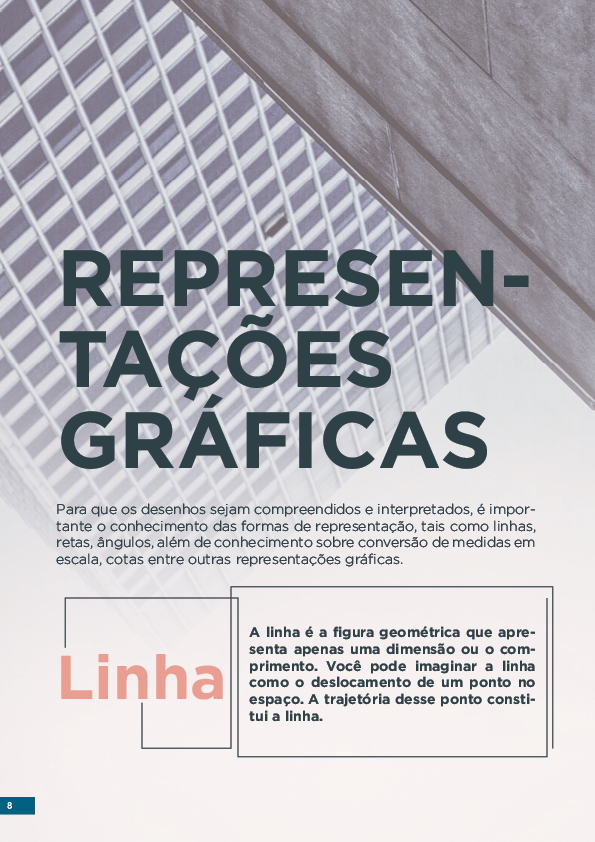 REPRESEN-
TAÇÕES
GRÁFICAS
Para que os desenhos sejam compreendidos e interpretados, é impor-
tante o conhecimento das formas de representação, tais como linhas,
retas, ângulos, além de conhecimento sobre conversão de medidas em
escala, cotas entre outras representações gráficas.
Linha
A linha é a figura geométrica que apre-
senta apenas uma dimensão ou o com-
primento. Você pode imaginar a linha
como o deslocamento de um ponto no
espaço. A trajetória desse ponto consti-
tui a linha.
8